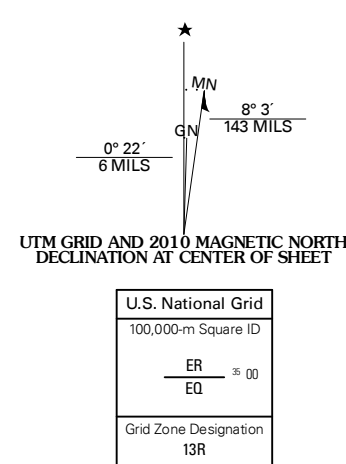 ★
MN
8° 3´
143 MILS
GN
0° 22´
6 MILS
UTM GRID AND 2010 MAGNETIC NORTH
DECLINATION AT CENTER OF SHEET
U.S. National Grid
100,000-m Square ID
ER
35 00
EQ
Grid Zone Designation
13R